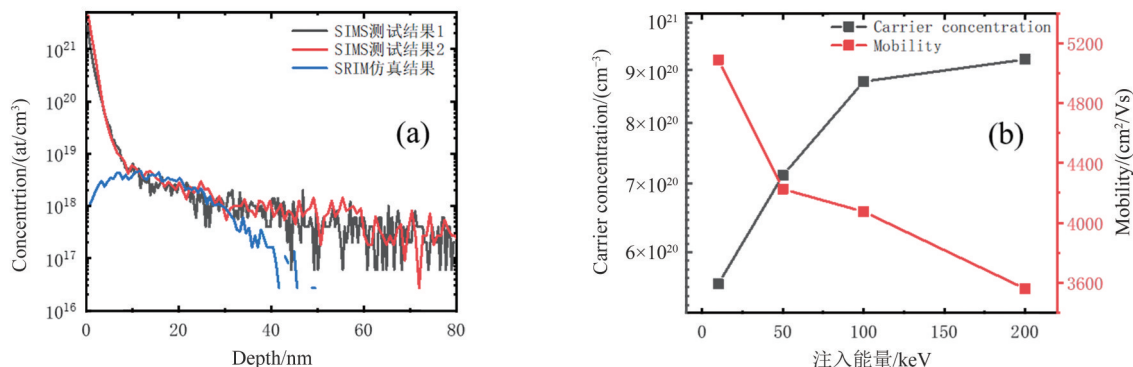 SIMS测试结果1
SIMS测试结果2
SRIM仿真结果
(a)
10²¹
10²⁰
10¹⁹
10¹⁸
10¹⁷
10¹⁶
Concentrtion/(at/cm³)
0
20
40
60
80
Depth/nm
Carrier concentration
Mobility
(b)
10²¹
9×10²⁰
8×10²⁰
7×10²⁰
6×10²⁰
Carrier concentration/(cm⁻³)
5200
4800
4400
4000
3600
Mobility/(cm²/Vs)
0
50
100
150
200
注入能量/keV